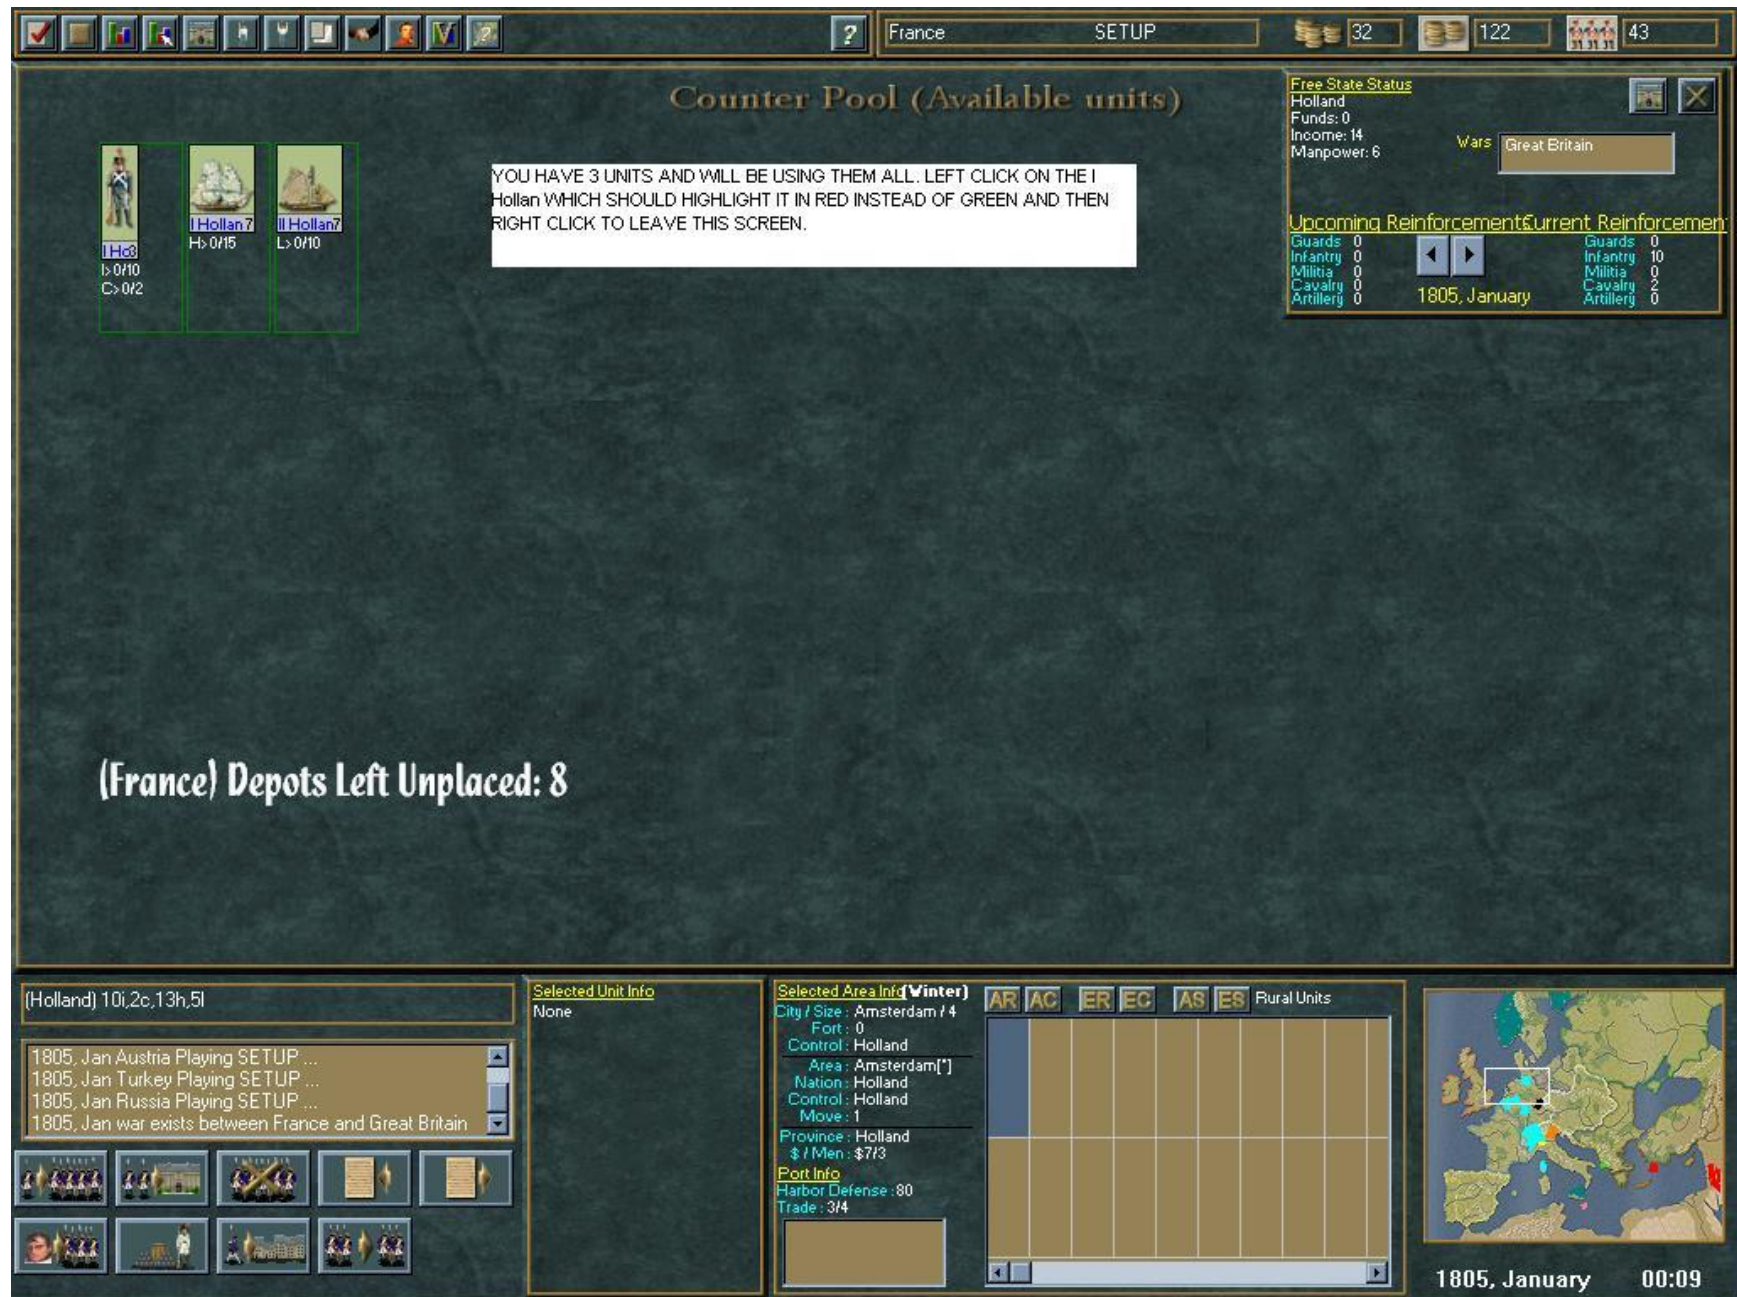 France SETUP 32 122 43
Counter Pool (Available units)
Free State Status
Holland
Funds: 0
Income: 14
Manpower: 6
Wars Great Britain
I Ho3
I> 0/10
C> 0/2
I Hollan 7
H> 0/15
II Hollan7
L> 0/10
YOU HAVE 3 UNITS AND WILL BE USING THEM ALL. LEFT CLICK ON THE I
Hollan WHICH SHOULD HIGHLIGHT IT IN RED INSTEAD OF GREEN AND THEN
RIGHT CLICK TO LEAVE THIS SCREEN.
Upcoming Reinforcements Current Reinforcemen
Guards 0 Guards 0
Infantry 0 Infantry 10
Militia 0 Militia 0
Cavalry 0 Cavalry 2
Artillery 0 Artillery 0
1805, January
(France) Depots Left Unplaced: 8
(Holland) 10i,2c,13h,5l
1805, Jan Austria Playing SETUP ...
1805, Jan Turkey Playing SETUP ...
1805, Jan Russia Playing SETUP ...
1805, Jan war exists between France and Great Britain
Selected Unit Info
None
Selected Area Info (Winter)
City / Size : Amsterdam / 4
Fort : 0
Control : Holland
Area : Amsterdam[*]
Nation : Holland
Control : Holland
Move : 1
Province : Holland
$ / Men : $7/3
Port Info
Harbor Defense : 80
Trade : 3/4
AR AC ER EC AS ES Rural Units
1805, January 00:09